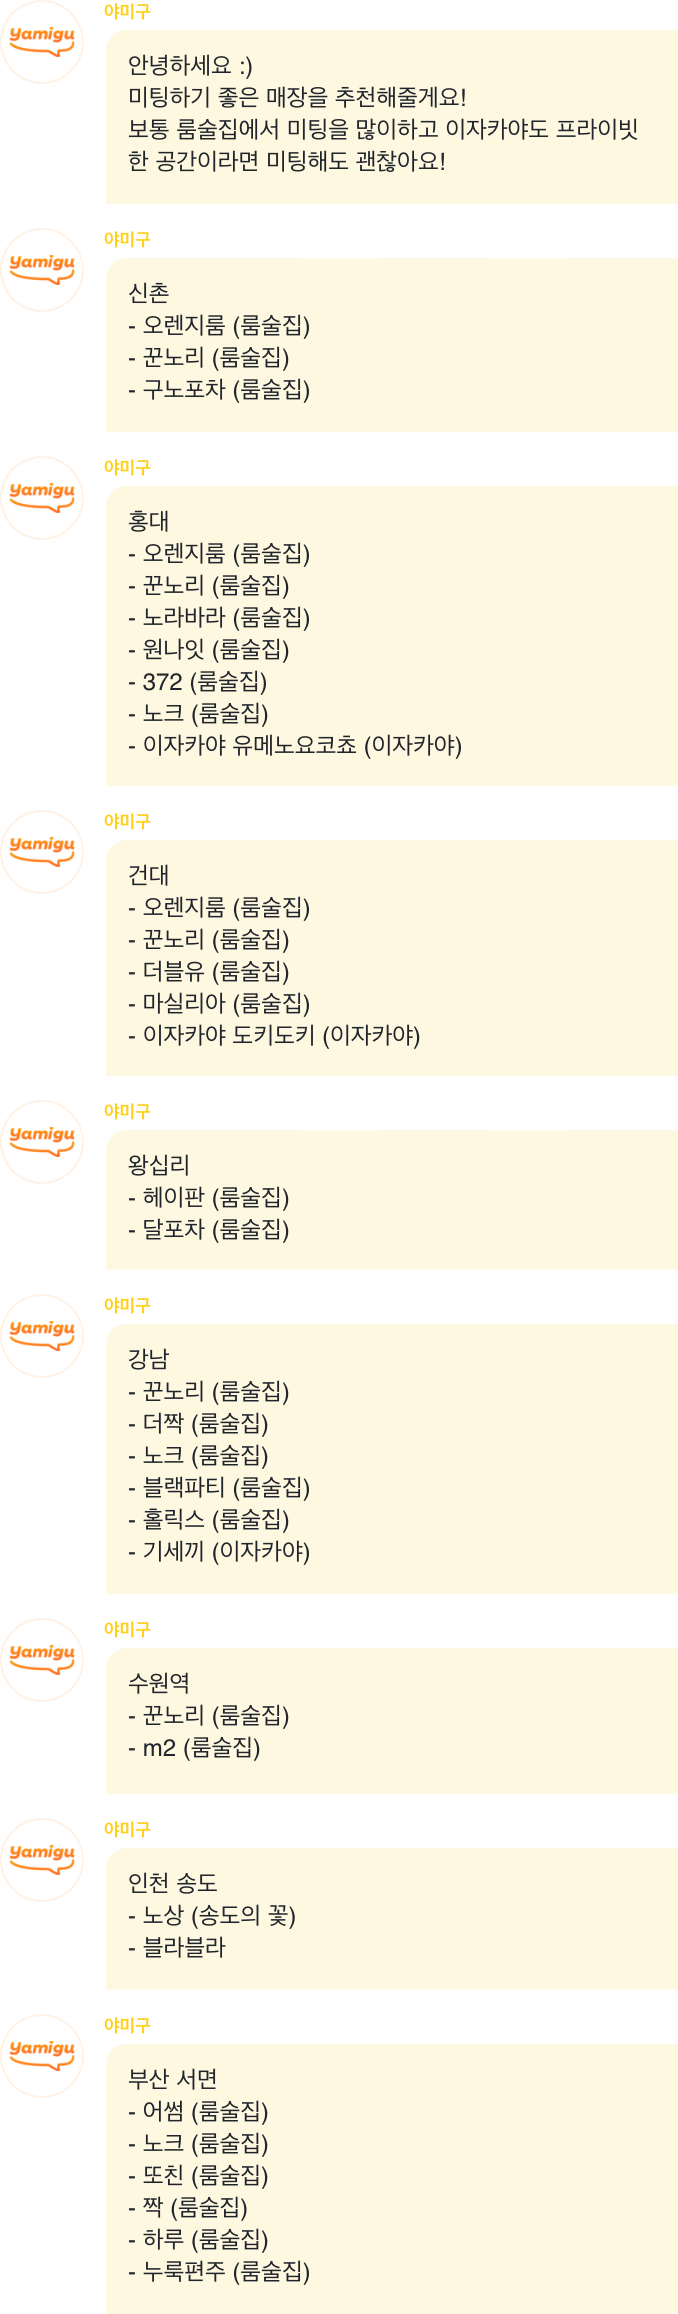 야미구
Yamigu
안녕하세요 :)
미팅하기 좋은 매장을 추천해줄게요!
보통 룸술집에서 미팅을 많이하고 이자카야도 프라이빗
한 공간이라면 미팅해도 괜찮아요!
야미구
Yamigu
신촌
- 오렌지룸 (룸술집)
- 꾼노리 (룸술집)
- 구노포차 (룸술집)
야미구
Yamigu
홍대
- 오렌지룸 (룸술집)
- 꾼노리 (룸술집)
- 노라바라 (룸술집)
- 원나잇 (룸술집)
- 372 (룸술집)
- 노크 (룸술집)
- 이자카야 유메노요코쵸 (이자카야)
야미구
Yamigu
건대
- 오렌지룸 (룸술집)
- 꾼노리 (룸술집)
- 더블유 (룸술집)
- 마실리아 (룸술집)
- 이자카야 도키도키 (이자카야)
야미구
Yamigu
왕십리
- 헤이판 (룸술집)
- 달포차 (룸술집)
야미구
Yamigu
강남
- 꾼노리 (룸술집)
- 더짝 (룸술집)
- 노크 (룸술집)
- 블랙파티 (룸술집)
- 홀릭스 (룸술집)
- 기세끼 (이자카야)
야미구
Yamigu
수원역
- 꾼노리 (룸술집)
- m2 (룸술집)
야미구
Yamigu
인천 송도
- 노상 (송도의 꽃)
- 블라블라
야미구
Yamigu
부산 서면
- 어썸 (룸술집)
- 노크 (룸술집)
- 또친 (룸술집)
- 짝 (룸술집)
- 하루 (룸술집)
- 누룩편주 (룸술집)